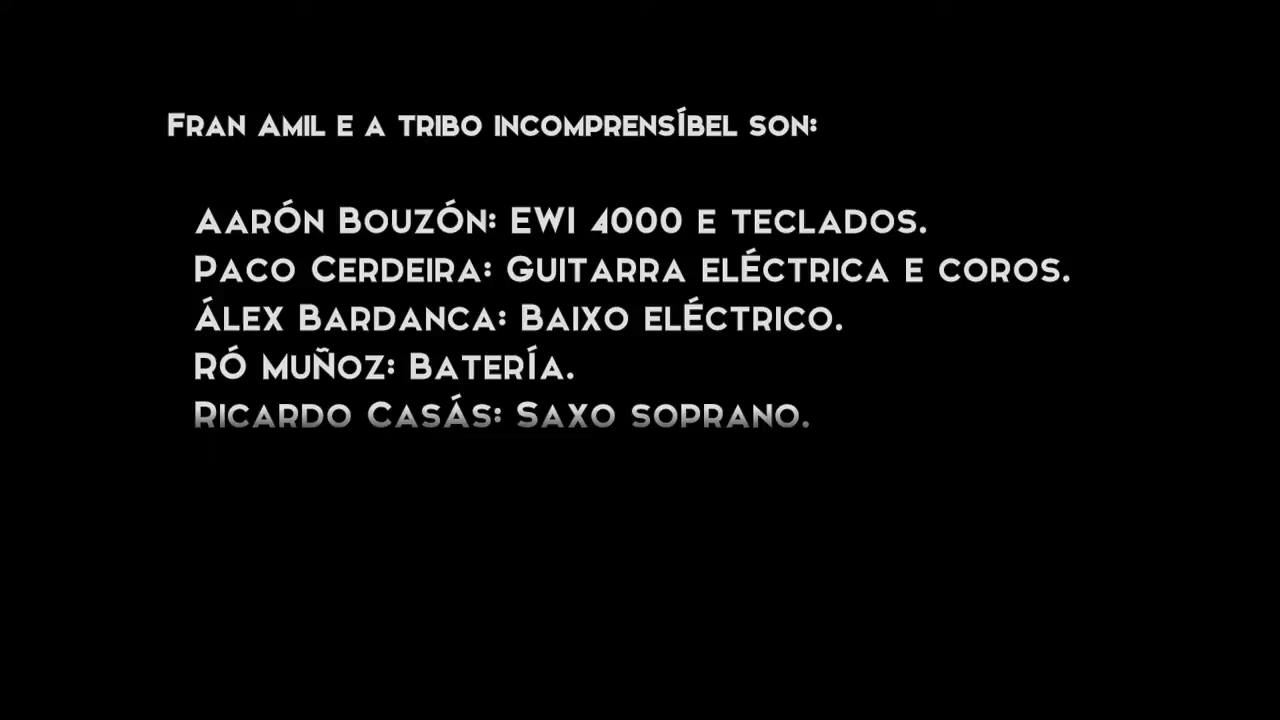 Fran Amil e a tribo incomprensíbel son:
Aarón Bouzón: EWI 4000 e teclados.
Paco Cerdeira: Guitarra eléctrica e coros.
Álex Bardanca: Baixo eléctrico.
Ró Muñoz: Batería.
Ricardo Casás: Saxo soprano.